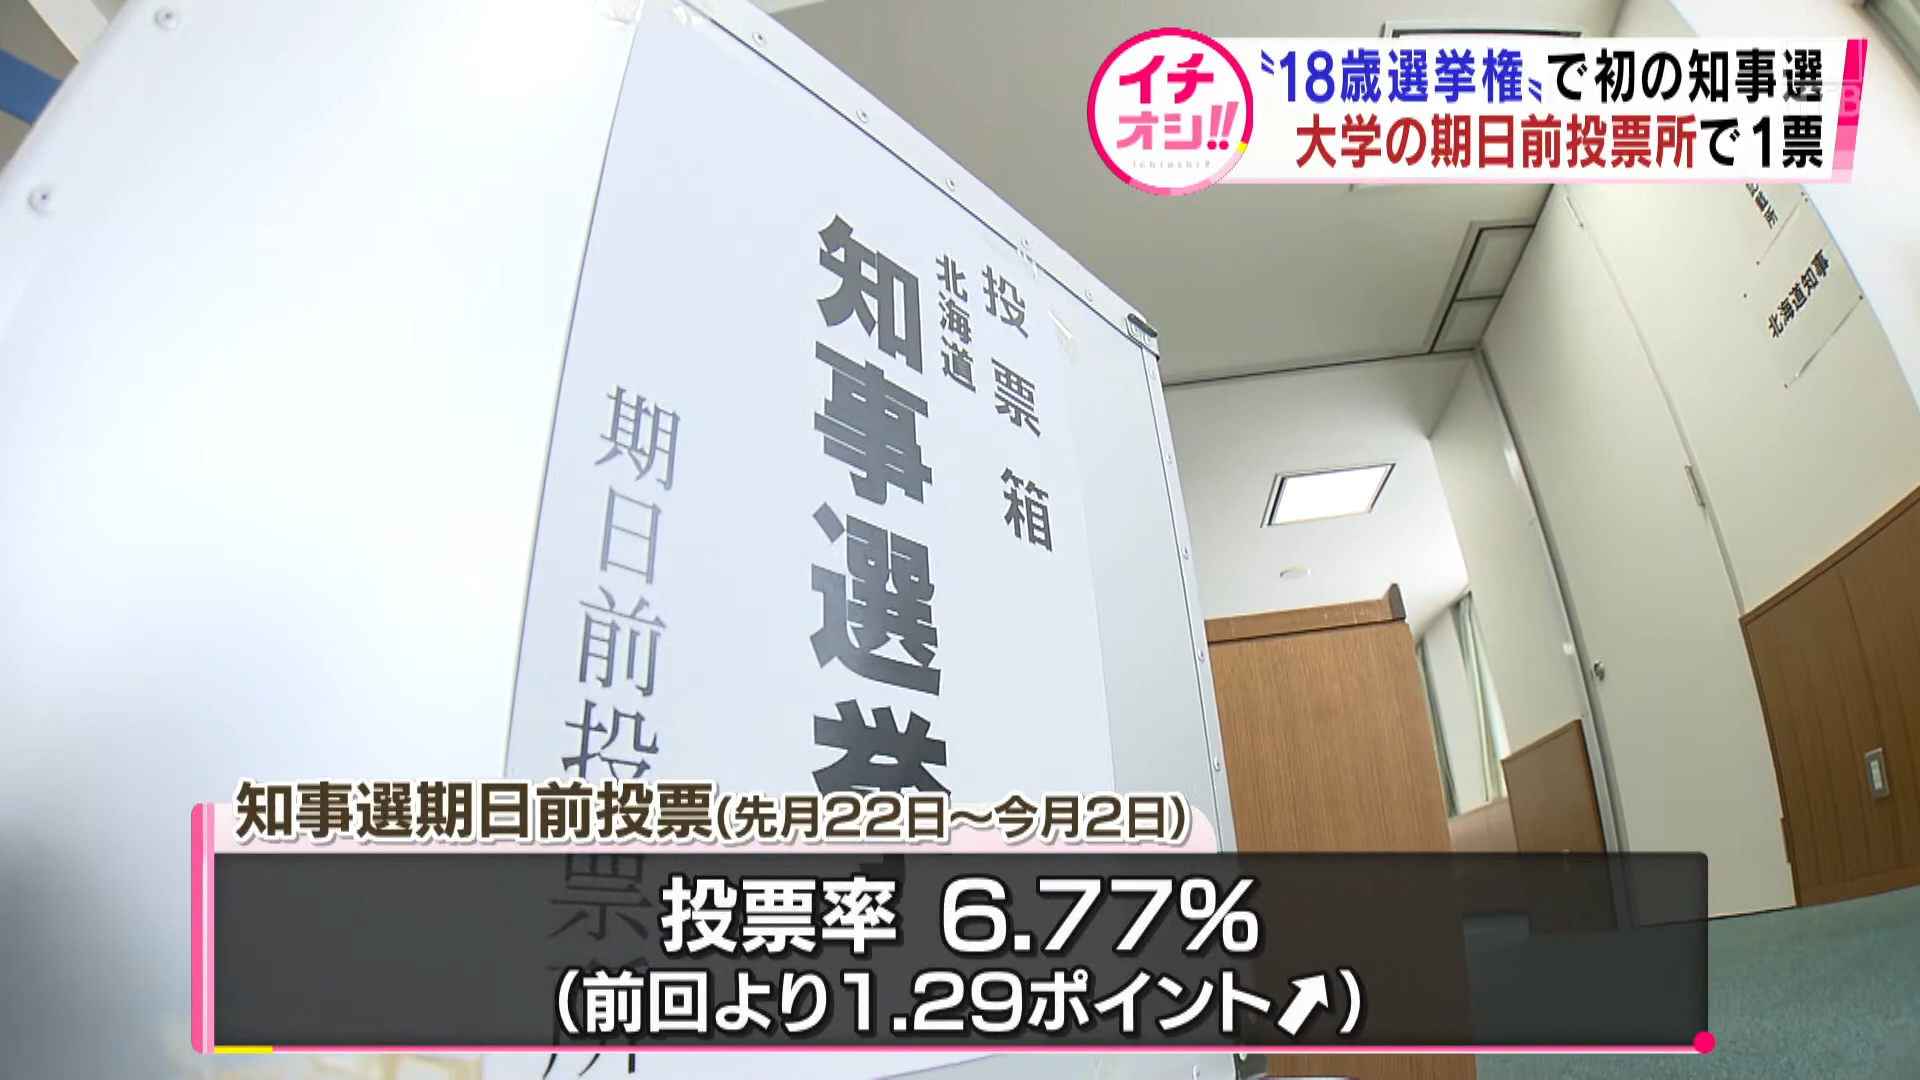 イチ
オシ!!
ichioshi!!
〝18歳選挙権〟で初の知事選
大学の期日前投票所で1票
投票箱
北海道
知事選挙
期日前投票所
北海道知事
知事選期日前投票(先月22日〜今月2日)
投票率 6.77%
(前回より1.29ポイント⬈)